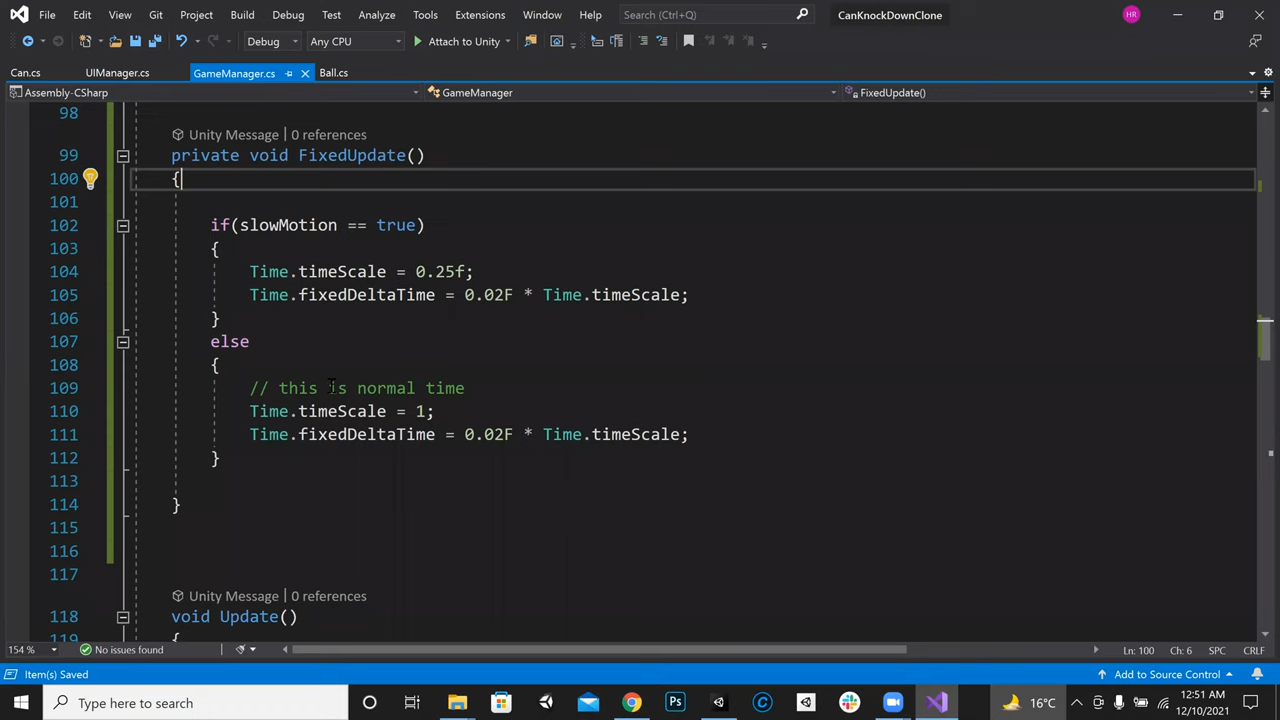 File Edit View Git Project Build Debug Test Analyze Tools Extensions Window Help Search (Ctrl+Q) CanKnockDownClone HR
Debug Any CPU Attach to Unity
Can.cs UIManager.cs GameManager.cs Ball.cs
Assembly-CSharp GameManager FixedUpdate()
98
Unity Message | 0 references
99 private void FixedUpdate()
100 {
101
102 if(slowMotion == true)
103 {
104 Time.timeScale = 0.25f;
105 Time.fixedDeltaTime = 0.02F * Time.timeScale;
106 }
107 else
108 {
109 // this is normal time
110 Time.timeScale = 1;
111 Time.fixedDeltaTime = 0.02F * Time.timeScale;
112 }
113
114 }
115
116
117
Unity Message | 0 references
118 void Update()
119 {
154 % No issues found Ln: 100 Ch: 6 SPC CRLF
Item(s) Saved Add to Source Control
Type here to search Ps 16°C 12:51 AM
12/10/2021